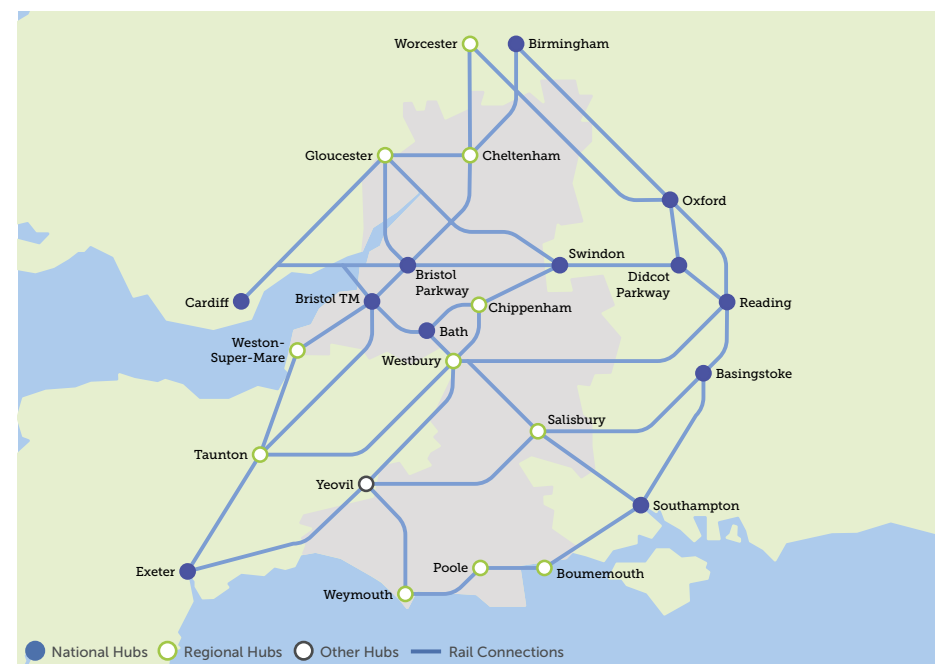 Worcester
Birmingham
Gloucester
Cheltenham
Oxford
Swindon
Bristol
Parkway
Didcot
Parkway
Cardiff
Bristol TM
Chippenham
Reading
Bath
Weston-
Super-Mare
Westbury
Basingstoke
Salisbury
Taunton
Yeovil
Southampton
Exeter
Poole
Bournemouth
Weymouth
National Hubs
Regional Hubs
Other Hubs
Rail Connections